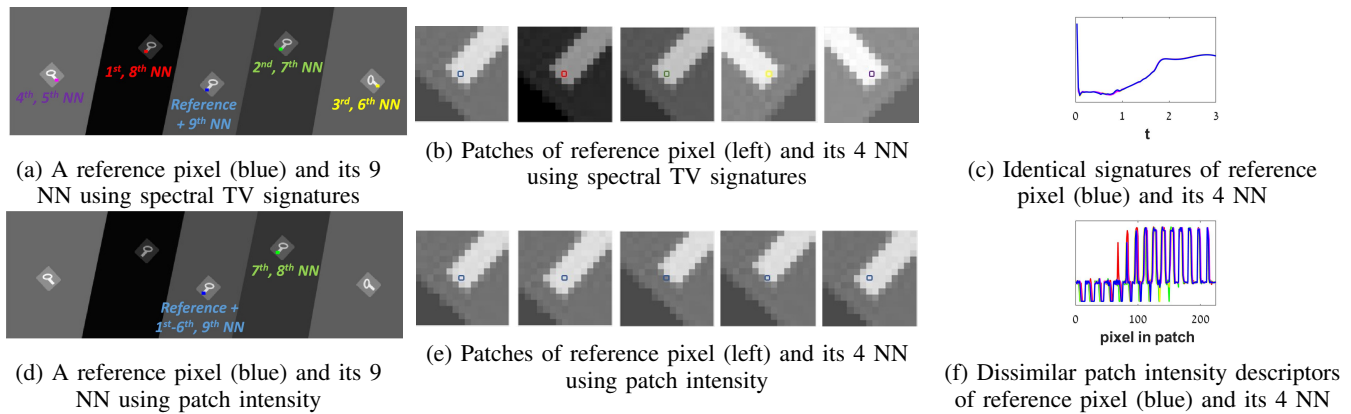 4th, 5th NN
1st, 8th NN
Reference
+ 9th NN
2nd, 7th NN
3rd, 6th NN
(a) A reference pixel (blue) and its 9
NN using spectral TV signatures
(b) Patches of reference pixel (left) and its 4 NN
using spectral TV signatures
0 1 2 3
t
(c) Identical signatures of reference
pixel (blue) and its 4 NN
Reference +
1st-6th, 9th NN
7th, 8th NN
(d) A reference pixel (blue) and its 9
NN using patch intensity
(e) Patches of reference pixel (left) and its 4 NN
using patch intensity
0 100 200
pixel in patch
(f) Dissimilar patch intensity descriptors
of reference pixel (blue) and its 4 NN